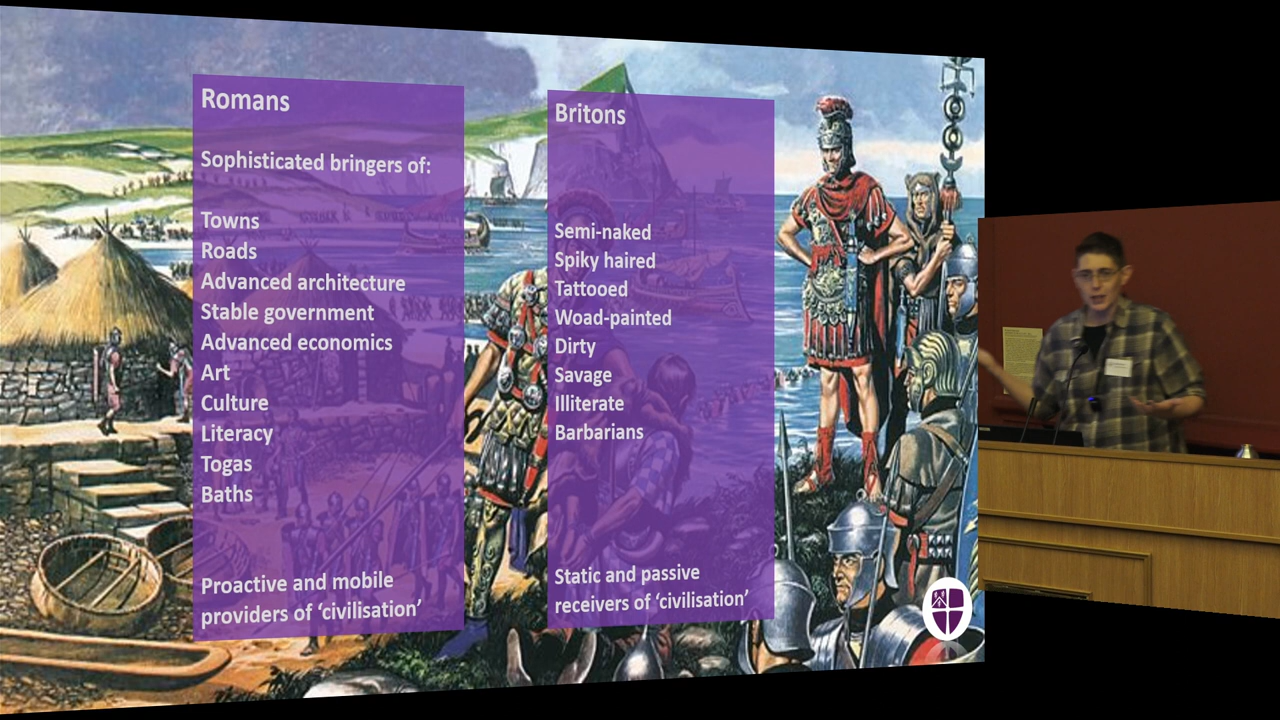 Romans
Sophisticated bringers of:
Towns
Roads
Advanced architecture
Stable government
Advanced economics
Art
Culture
Literacy
Togas
Baths
Proactive and mobile
providers of ‘civilisation’
Britons
Semi-naked
Spiky haired
Tattooed
Woad-painted
Dirty
Savage
Illiterate
Barbarians
Static and passive
receivers of ‘civilisation’